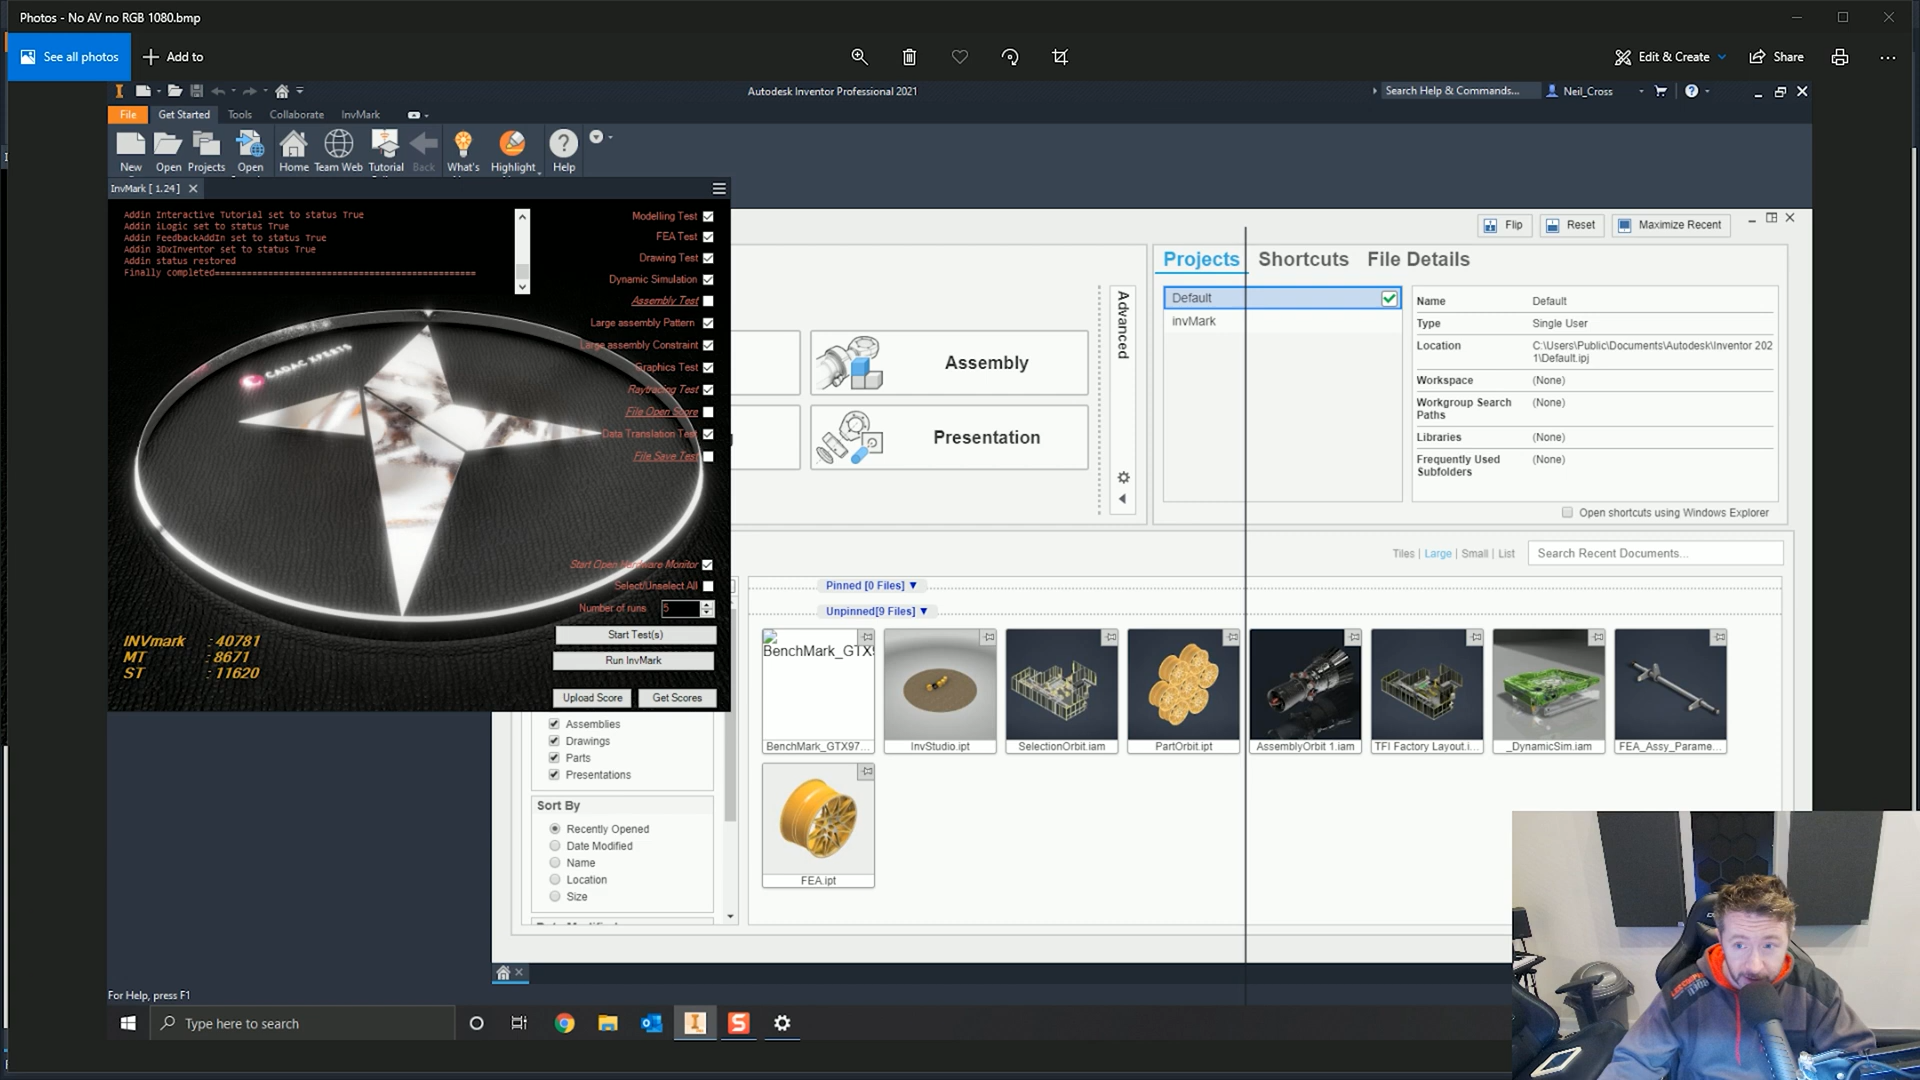 Photos - No AV no RGB 1080.bmp
See all photos
Add to
Edit & Create
Share
Autodesk Inventor Professional 2021
Search Help & Commands...
Neil_Cross
File
Get Started
Tools
Collaborate
InvMark
New
Open
Projects
Open
Home
Team Web
Tutorial
Back
What's
Highlight
Help
InvMark [ 1.24 ]
Addin Interactive Tutorial set to status True
Addin iLogic set to status True
Addin FeedbackAddIn set to status True
Addin 3DxInventor set to status True
Addin status restored
Finally completed==================================================
Modelling Test
FEA Test
Drawing Test
Dynamic Simulation
Assembly Test
Large assembly Pattern
Large assembly Constraint
Graphics Test
Raytracing Test
File Open Score
Data Translation Test
File Save Test
CADAC XPERTS
Start Open Hardware Monitor
Select/Unselect All
Number of runs 5
Start Test(s)
Run InvMark
Upload Score
Get Scores
INVmark : 40781
MT : 8671
ST : 11620
Flip
Reset
Maximize Recent
Projects
Shortcuts
File Details
Advanced
Assembly
Presentation
Default
invMark
Name Default
Type Single User
Location C:\Users\Public\Documents\Autodesk\Inventor 202
1\Default.ipj
Workspace (None)
Workgroup Search (None)
Paths
Libraries (None)
Frequently Used (None)
Subfolders
Open shortcuts using Windows Explorer
Tiles | Large | Small | List
Search Recent Documents...
Pinned [0 Files]
Unpinned[9 Files]
BenchMark_GTX
BenchMark_GTX97...
InvStudio.ipt
SelectionOrbit.iam
PartOrbit.ipt
AssemblyOrbit 1.iam
TFI Factory Layout.i...
_DynamicSim.iam
FEA_Assy_Parame...
FEA.ipt
Assemblies
Drawings
Parts
Presentations
Sort By
Recently Opened
Date Modified
Name
Location
Size
For Help, press F1
Type here to search